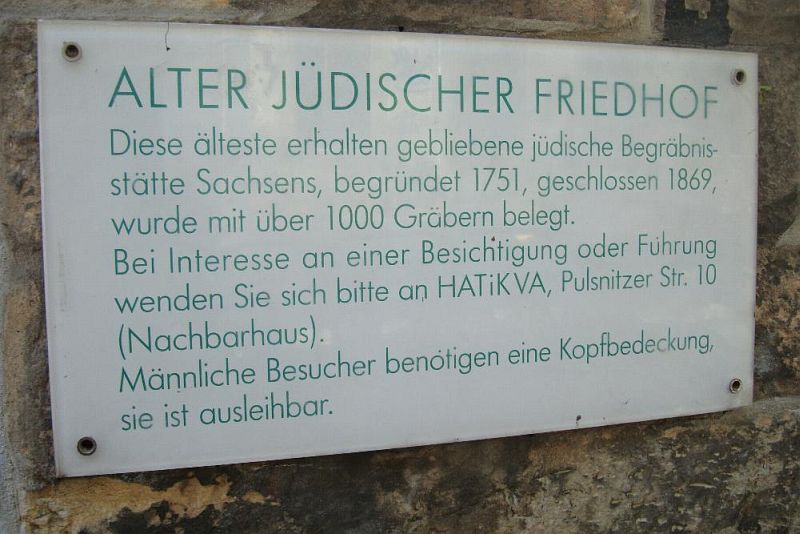 ALTER JÜDISCHER FRIEDHOF
Diese älteste erhalten gebliebene jüdische Begräbnis-
stätte Sachsens, begründet 1751, geschlossen 1869,
wurde mit über 1000 Gräbern belegt.
Bei Interesse an einer Besichtigung oder Führung
wenden Sie sich bitte an HATiKVA, Pulsnitzer Str. 10
(Nachbarhaus).
Männliche Besucher benötigen eine Kopfbedeckung,
sie ist ausleihbar.